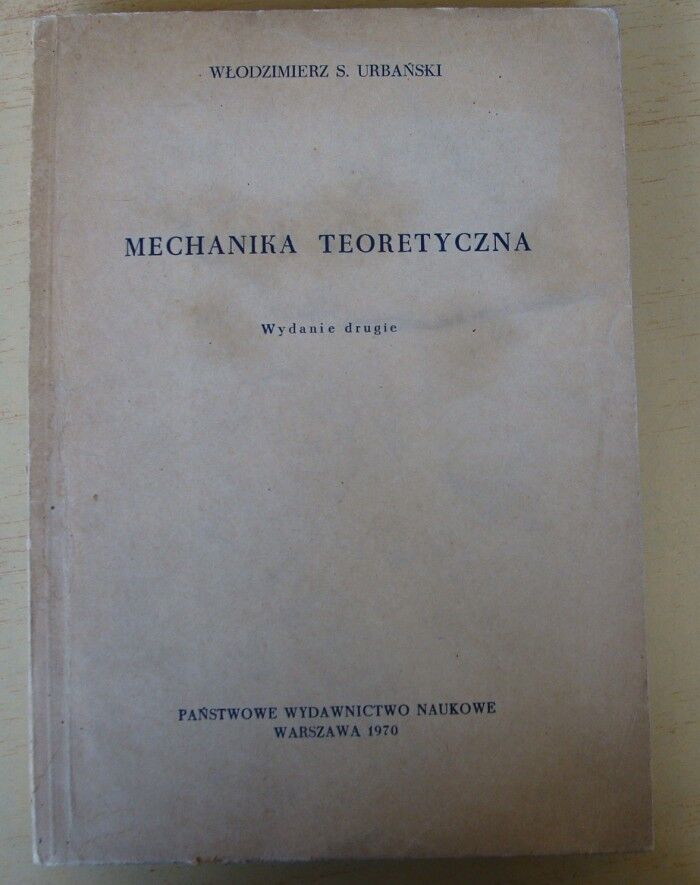 WŁODZIMIERZ S. URBAŃSKI
MECHANIKA TEORETYCZNA
Wydanie drugie
PAŃSTWOWE WYDAWNICTWO NAUKOWE
WARSZAWA 1970